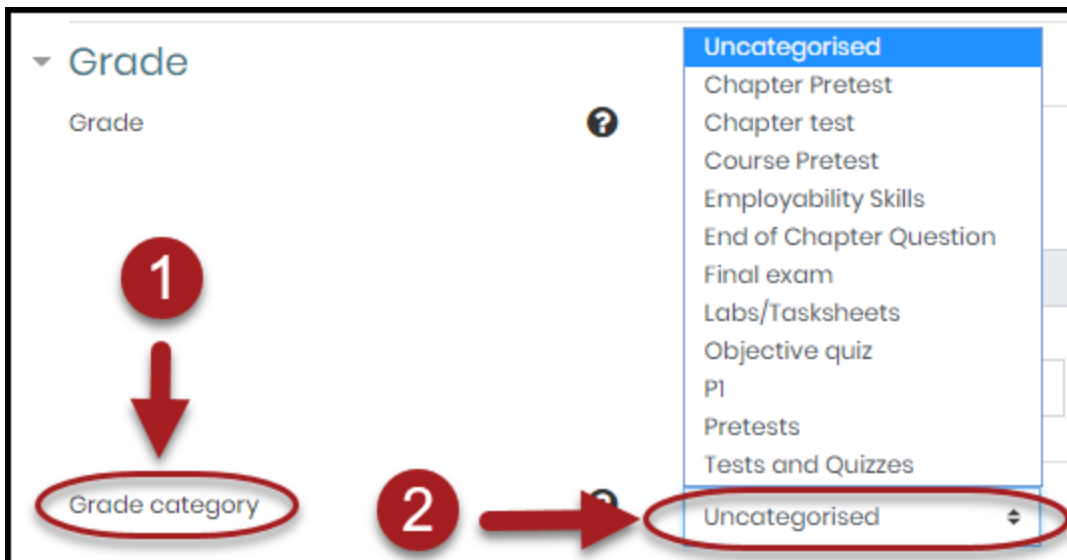 Grade
Grade
?
Uncategorised
Chapter Pretest
Chapter test
Course Pretest
Employability Skills
End of Chapter Question
Final exam
Labs/Tasksheets
Objective quiz
P1
Pretests
Tests and Quizzes
1
Grade category
2
?
Uncategorised